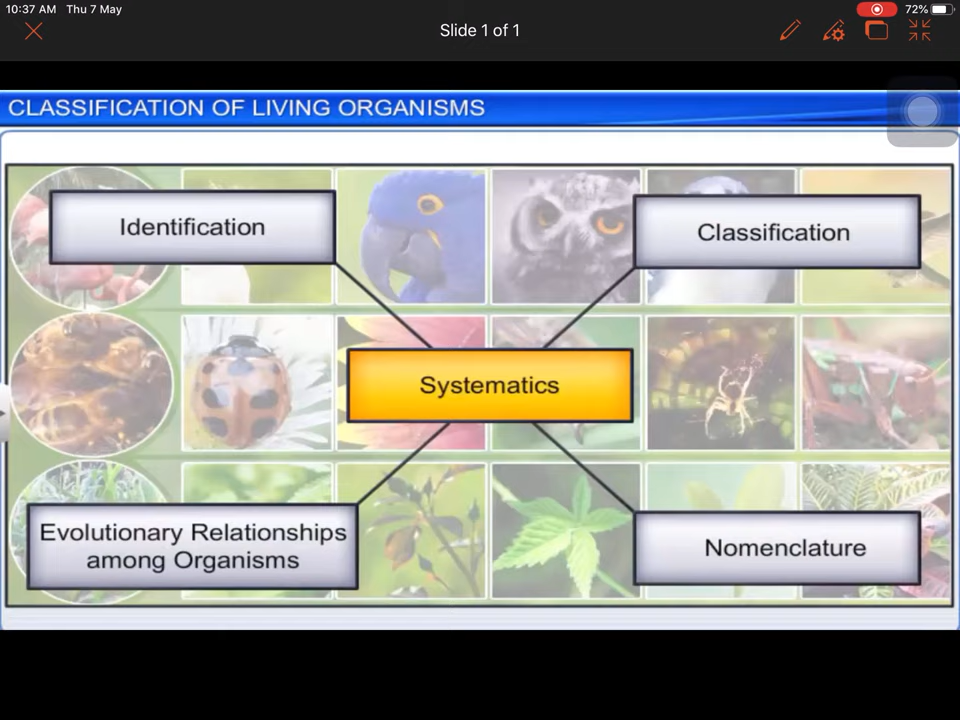 10:37 AM Thu 7 May
72%
Slide 1 of 1
CLASSIFICATION OF LIVING ORGANISMS
Identification
Classification
Systematics
Evolutionary Relationships
among Organisms
Nomenclature